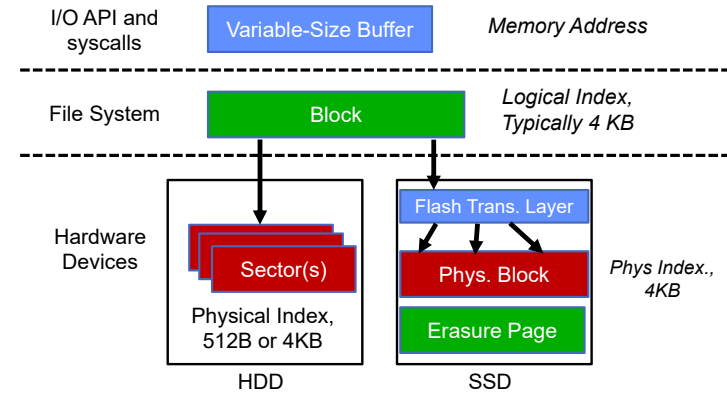 I/O API and
syscalls
Variable-Size Buffer
Memory Address
File System
Block
Logical Index,
Typically 4 KB
Hardware
Devices
Sector(s)
Physical Index,
512B or 4KB
HDD
Flash Trans. Layer
Phys. Block
Erasure Page
SSD
Phys Index.,
4KB